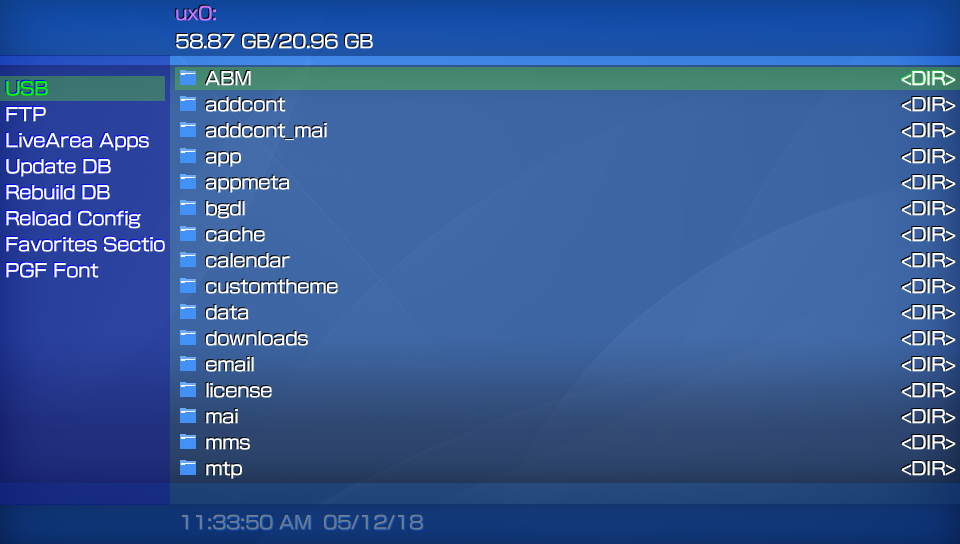 ux0:
58.87 GB/20.96 GB
USB
FTP
LiveArea Apps
Update DB
Rebuild DB
Reload Config
Favorites Sectio
PGF Font
ABM <DIR>
addcont <DIR>
addcont_mai <DIR>
app <DIR>
appmeta <DIR>
bgdl <DIR>
cache <DIR>
calendar <DIR>
customtheme <DIR>
data <DIR>
downloads <DIR>
email <DIR>
license <DIR>
mai <DIR>
mms <DIR>
mtp <DIR>
11:33:50 AM 05/12/18